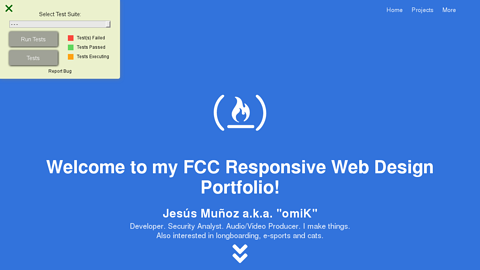 Home Projects More
Select Test Suite:
---
Run Tests
Test(s) Failed
Tests Passed
Tests
Tests Executing
Report Bug
Welcome to my FCC Responsive Web Design
Portfolio!
Jesús Muñoz a.k.a. "omiK"
Developer. Security Analyst. Audio/Video Producer. I make things.
Also interested in longboarding, e-sports and cats.